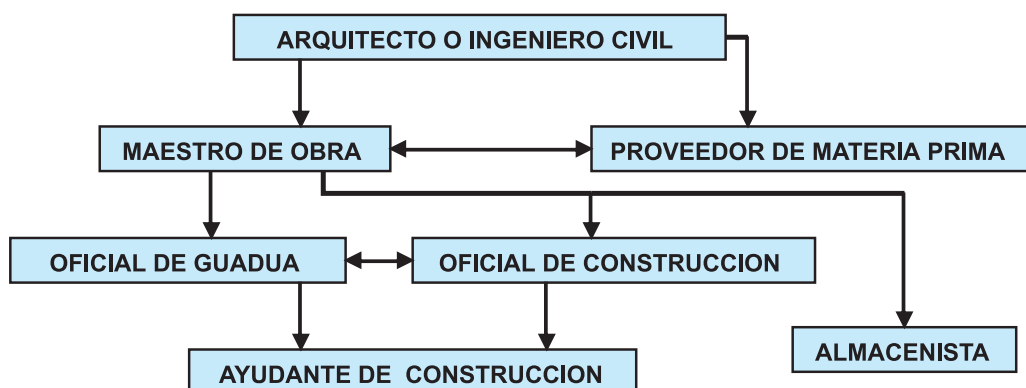 ARQUITECTO O INGENIERO CIVIL
MAESTRO DE OBRA
PROVEEDOR DE MATERIA PRIMA
OFICIAL DE GUADUA
OFICIAL DE CONSTRUCCION
ALMACENISTA
AYUDANTE DE CONSTRUCCION